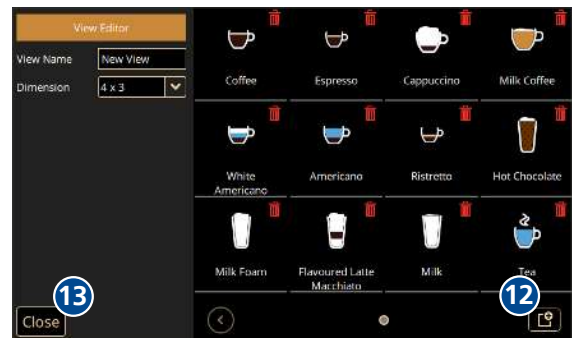 View Editor
View Name
New View
Dimension
4 x 3
Coffee
Espresso
Cappuccino
Milk Coffee
White
Americano
Americano
Ristretto
Hot Chocolate
Milk Foam
Flavoured Latte
Macchiato
Milk
Tea
13
12
Close